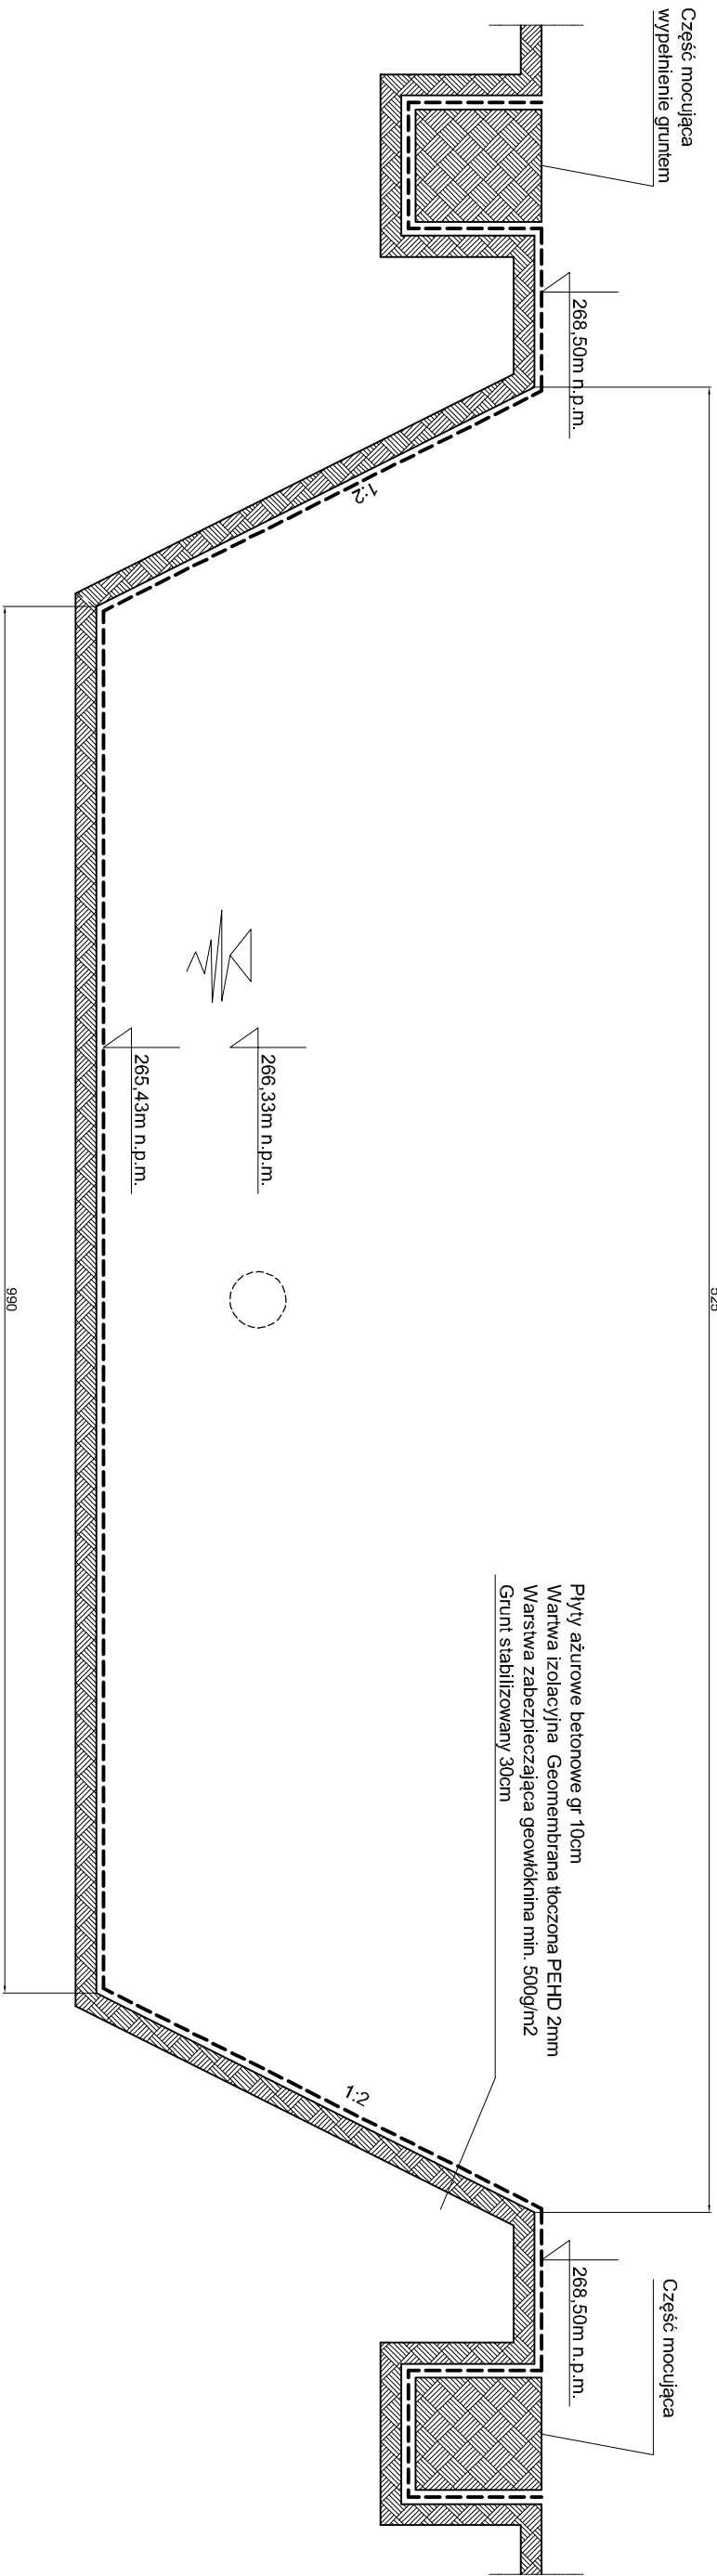 Część mocująca
wypełnienie gruntem
268,50m n.p.m.
1:2
525
266,33m n.p.m.
265,43m n.p.m.
990
Płyty ażurowe betonowe gr 10cm
Wartwa izolacyjna Geomembrana tłoczona PEHD 2mm
Warstwa zabezpieczająca geowłóknina min. 500g/m2
Grunt stabilizowany 30cm
1:2
268,50m n.p.m.
Część mocująca